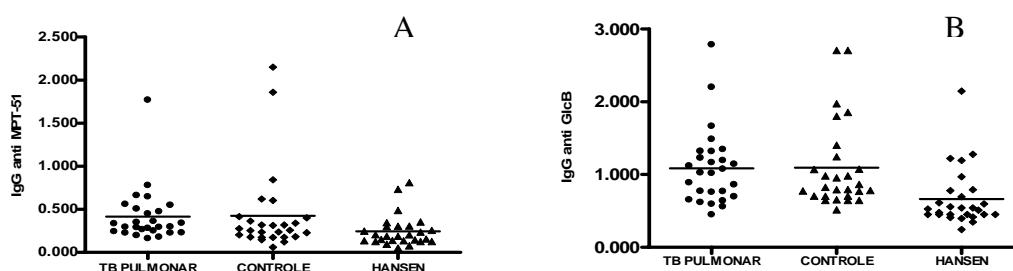 A
IgG anti MPT-51
2.500
2.000
1.500
1.000
0.500
0.000
TB PULMONAR CONTROLE HANSEN
B
IgG anti GlcB
3.000
2.000
1.000
0.000
TB PULMONAR CONTROLE HANSEN